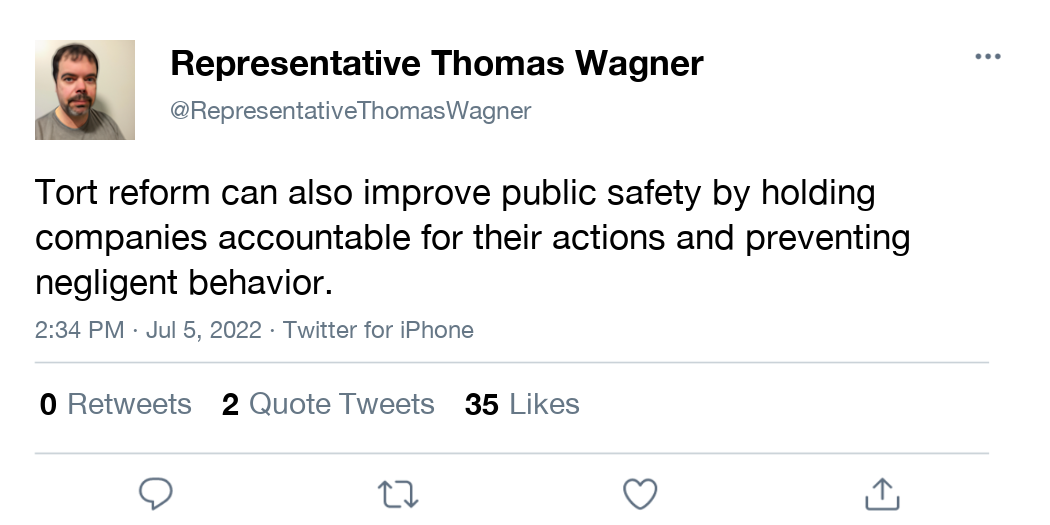 Representative Thomas Wagner
@RepresentativeThomasWagner
Tort reform can also improve public safety by holding
companies accountable for their actions and preventing
negligent behavior.
2:34 PM · Jul 5, 2022 · Twitter for iPhone
0 Retweets 2 Quote Tweets 35 Likes